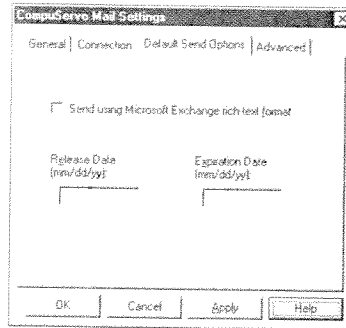 CompuServe Mail Settings
General Connection Default Send Options Advanced
Send using Microsoft Exchange rich text format
Release Date Expiration Date
(mm/dd/yy): (mm/dd/yy):
OK Cancel Apply Help